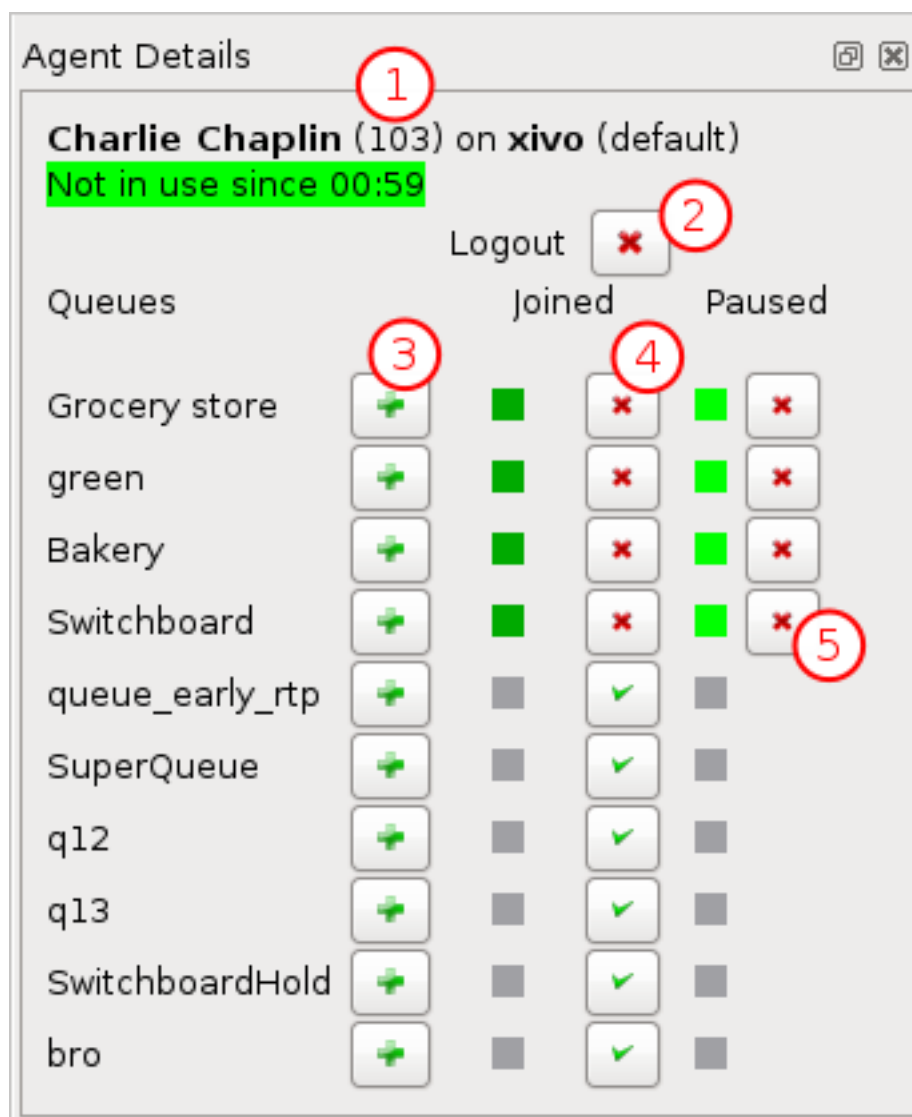 Agent Details
1
Charlie Chaplin (103) on xivo (default)
Not in use since 00:59
2
Logout
Queues Joined Paused
3 4
Grocery store
green
Bakery
Switchboard
5
queue_early_rtp
SuperQueue
q12
q13
SwitchboardHold
bro